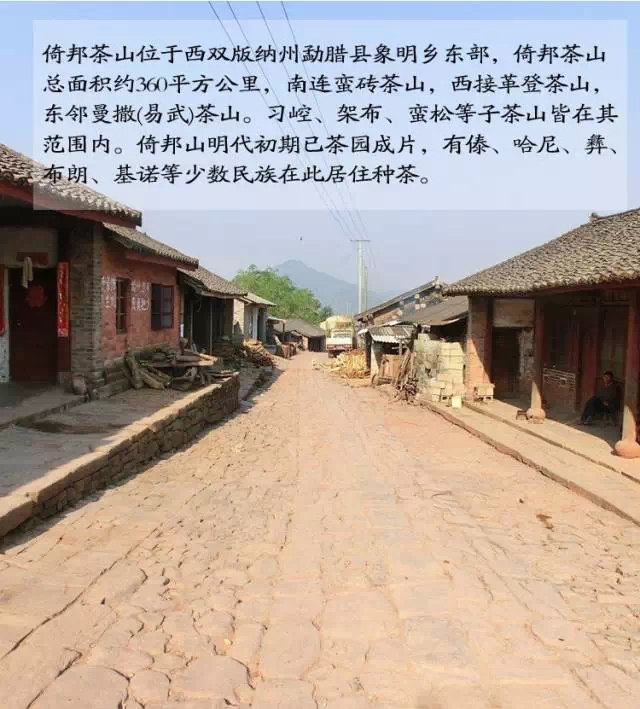 倚邦茶山位于西双版纳州勐腊县象明乡东部，倚邦茶山
总面积约360平方公里，南连蛮砖茶山，西接革登茶山，
东邻曼撒(易武)茶山。习崆、架布、蛮松等子茶山皆在其
范围内。倚邦山明代初期已茶园成片，有傣、哈尼、彝、
布朗、基诺等少数民族在此居住种茶。